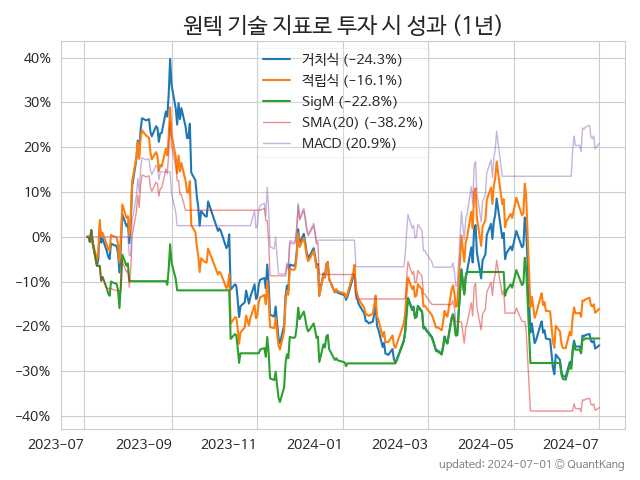 원텍 기술 지표로 투자 시 성과 (1년)
거치식 (−24.3%)
적립식 (−16.1%)
SigM (−22.8%)
SMA(20) (−38.2%)
MACD (20.9%)
40%
30%
20%
10%
0%
−10%
−20%
−30%
−40%
2023-07 2023-09 2023-11 2024-01 2024-03 2024-05 2024-07
updated: 2024-07-01 © QuantKang